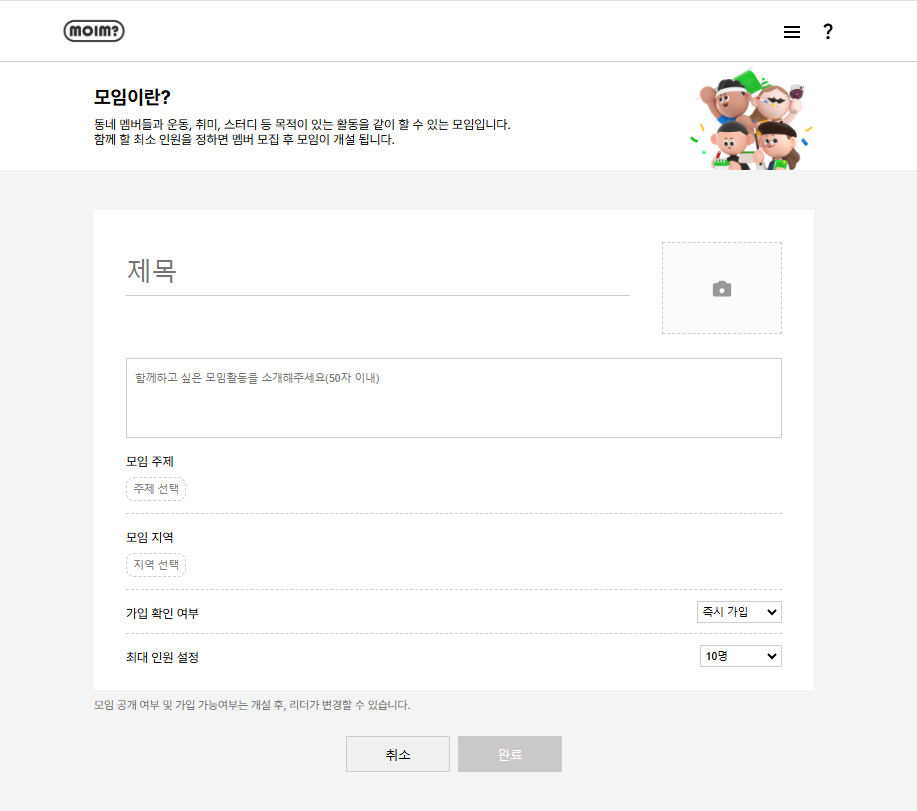 MOIM?
?
모임이란?
동네 멤버들과 운동, 취미, 스터디 등 목적이 있는 활동을 같이 할 수 있는 모임입니다.
함께 할 최소 인원을 정하면 멤버 모집 후 모임이 개설 됩니다.
제목
함께하고 싶은 모임활동을 소개해주세요(50자 이내)
모임 주제
주제 선택
모임 지역
지역 선택
가입 확인 여부
즉시 가입
최대 인원 설정
10명
모임 공개 여부 및 가입 가능여부는 개설 후, 리더가 변경할 수 있습니다.
취소
완료